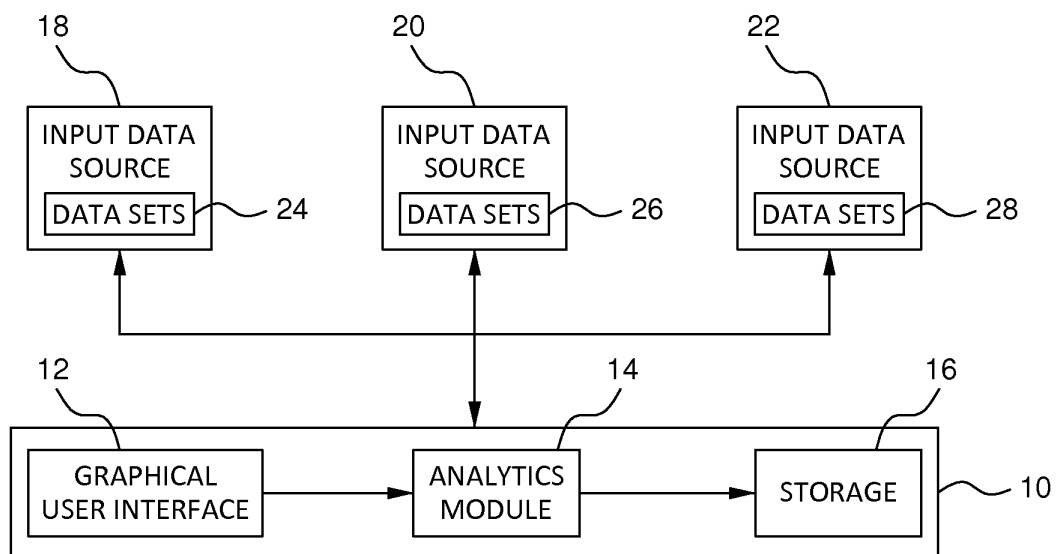 18
20
22
INPUT DATA
SOURCE
DATA SETS
24
INPUT DATA
SOURCE
DATA SETS
26
INPUT DATA
SOURCE
DATA SETS
28
12
14
16
GRAPHICAL
USER INTERFACE
ANALYTICS
MODULE
STORAGE
10